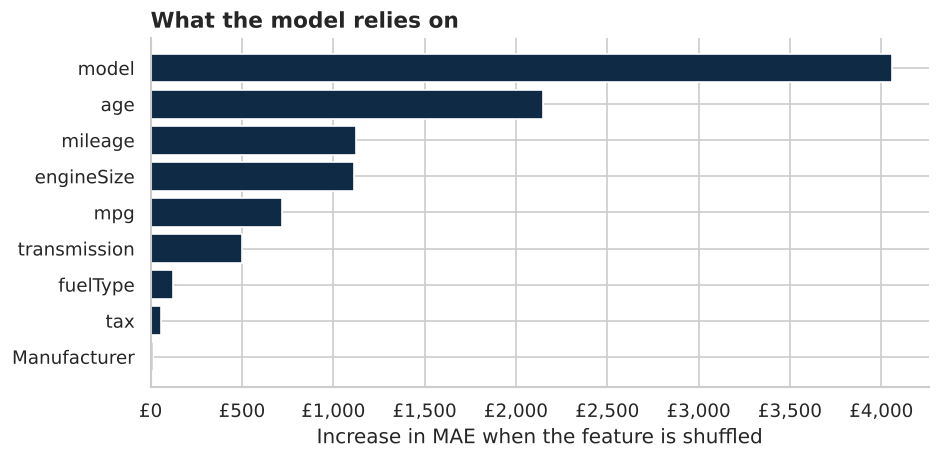 What the model relies on
model
age
mileage
engineSize
mpg
transmission
fuelType
tax
Manufacturer
£0 £500 £1,000 £1,500 £2,000 £2,500 £3,000 £3,500 £4,000
Increase in MAE when the feature is shuffled